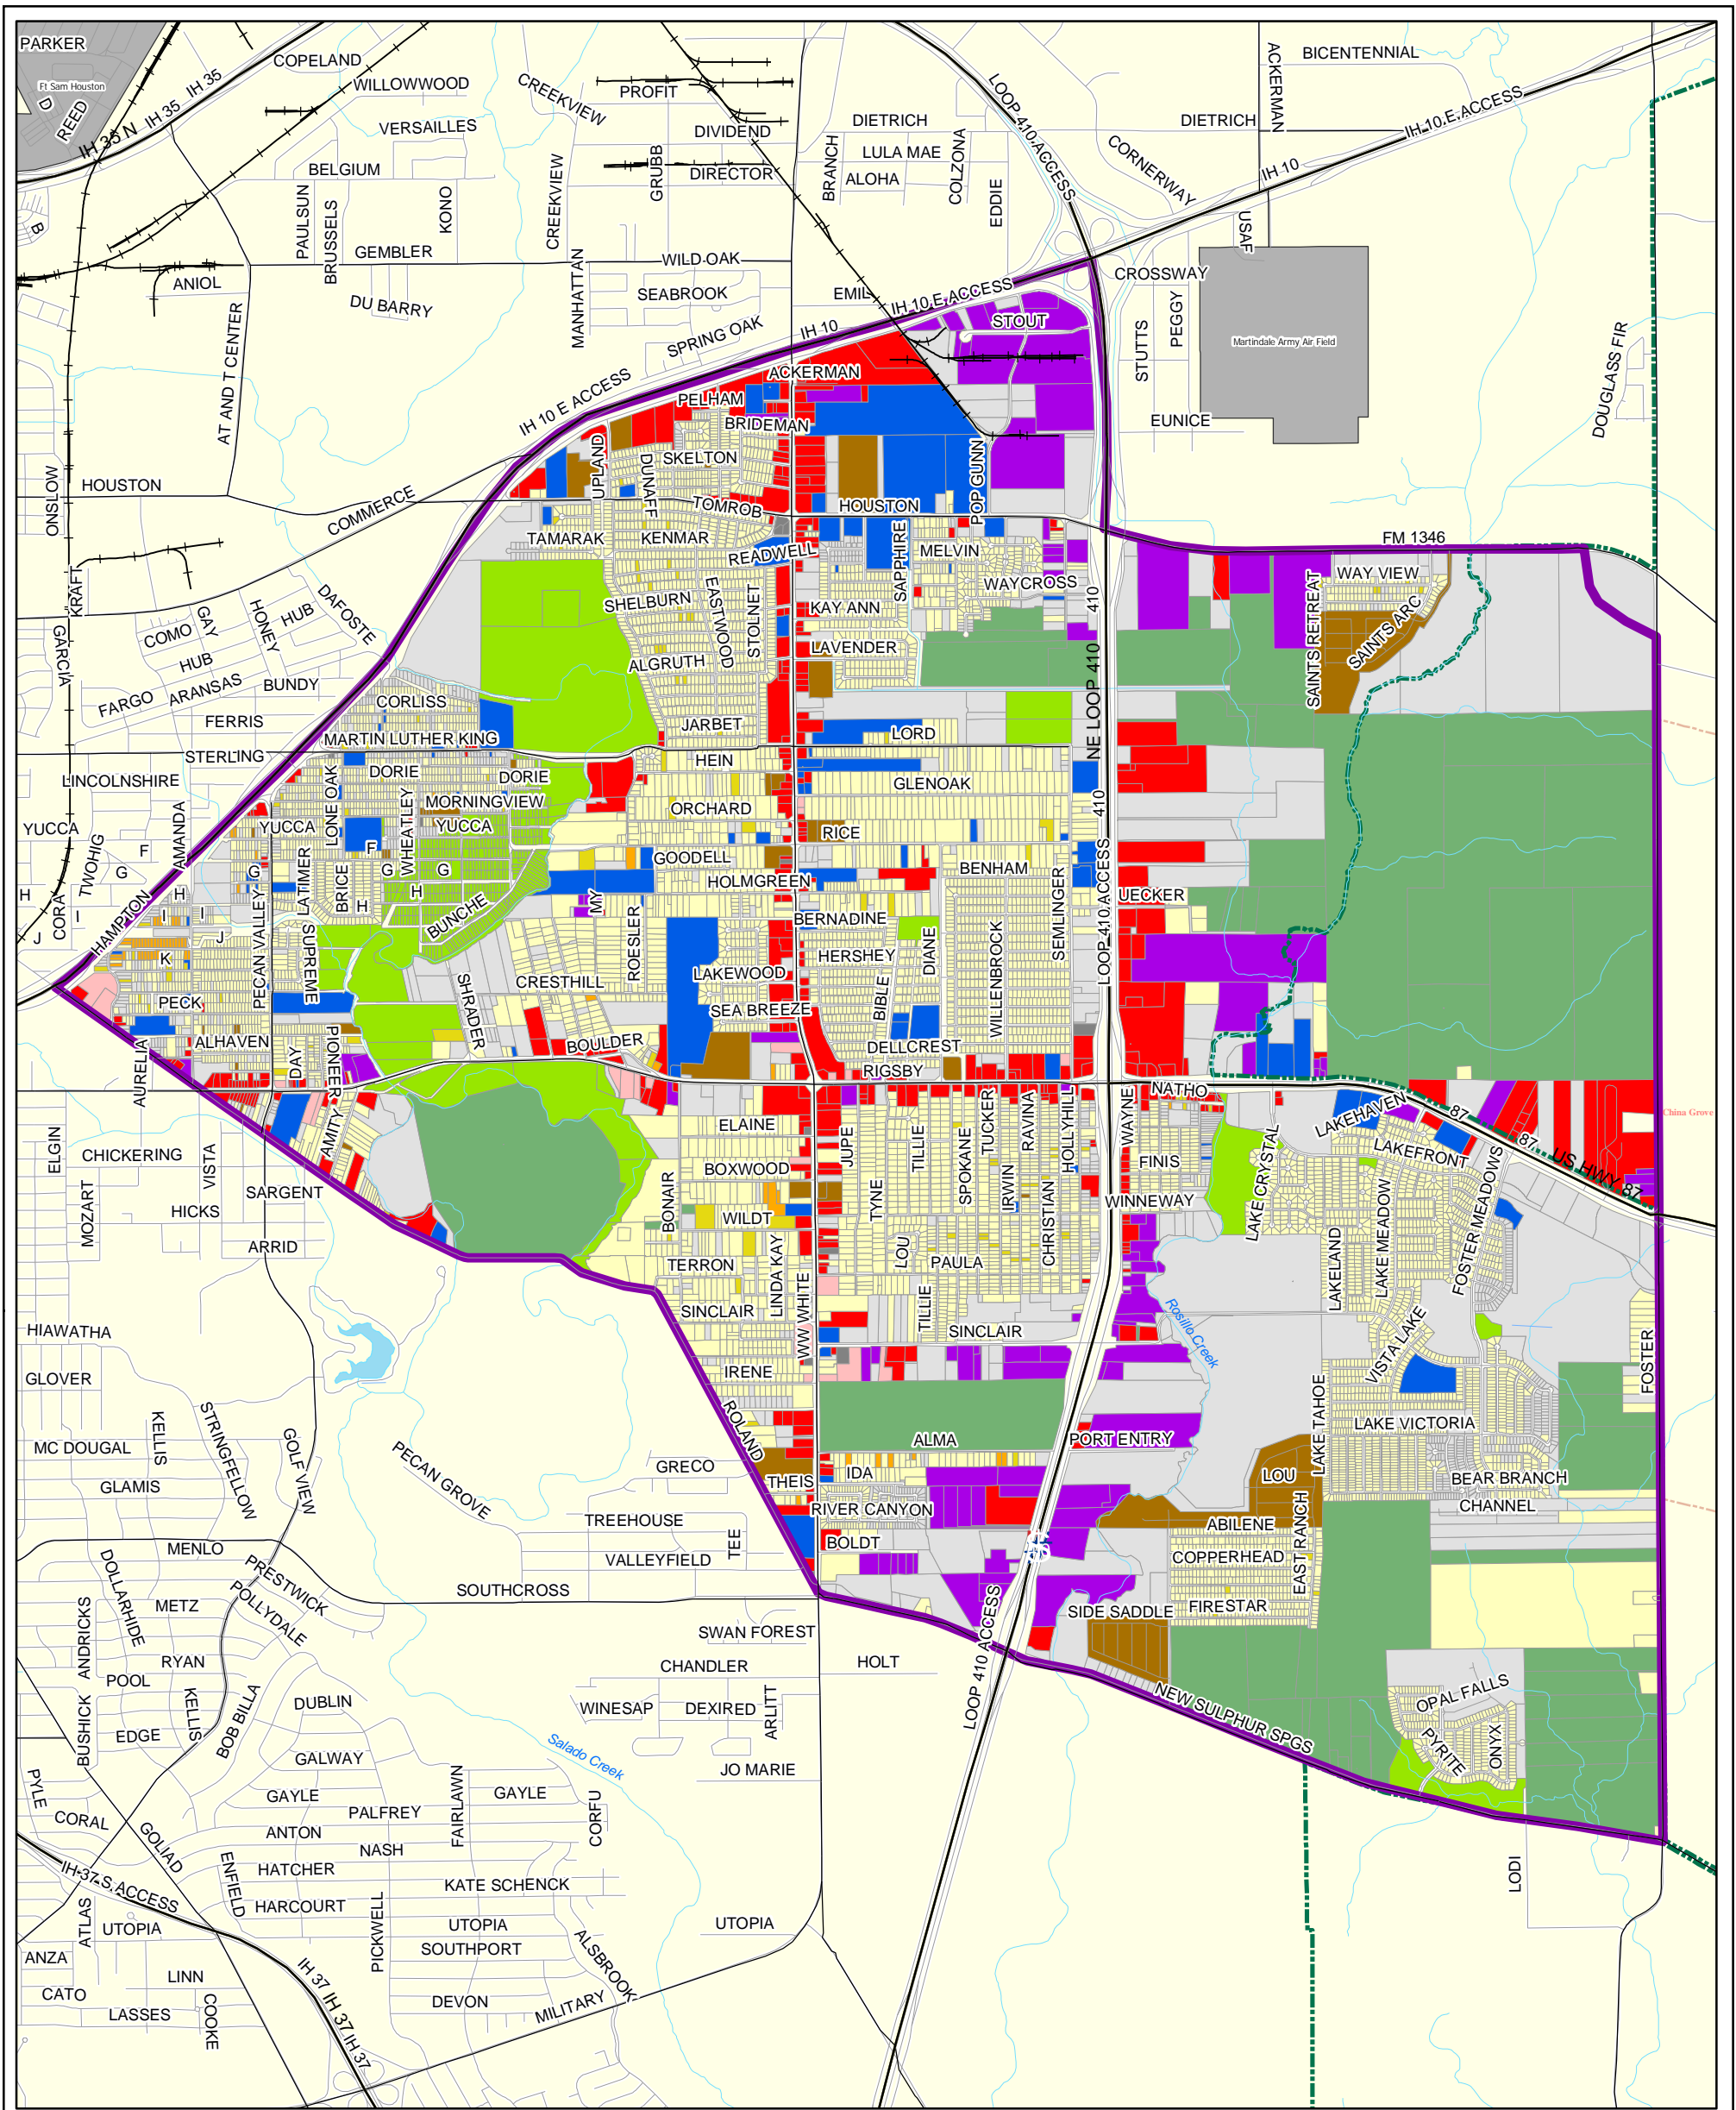 PARKER
COPELAND
ACKERMAN
BICENTENNIAL
Ft Sam Houston
IH 35
IH 35
IH 35 N
D
REED
WILLOWWOOD
CREEKVIEW
PROFIT
LOOP 410 ACCESS
IH 10 E ACCESS
VERSAILLES
DIVIDEND
DIETRICH
DIETRICH
BELGIUM
GRUBB
DIRECTOR
BRANCH
LULA MAE
ALOHA
COLZONA
CORNERWAY
IH 10
EDDIE
PAULSUN
BRUSSELS
KONO
CREEKVIEW
USAF
B
GEMBLER
WILD OAK
CROSSWAY
ANIOL
DU BARRY
MANHATTAN
SEABROOK
EMIL
IH 10 E ACCESS
PEGGY
STOUT
SPRING OAK
IH 10
STUTTS
Martindale Army Air Field
DOUGLASS FIR
AT AND T CENTER
IH 10 E ACCESS
ACKERMAN
PELHAM
BRIDEMAN
EUNICE
ONSLOW
HOUSTON
COMMERCE
UPLAND
DUNAFF
SKELTON
POP GUNN
TOMROB
HOUSTON
TAMARAK
KENMAR
READWELL
SAPPHIRE
MELVIN
FM 1346
WAY VIEW
KRAFT
GAY
HONEY
HUB
DAFOSTE
SHELBURN
EASTWOOD
STOLNET
KAY ANN
WAYCROSS
410
SAINTS RETREAT
SAINTS ARC
COMO
GARCIA
HUB
ALGRUTH
LAVENDER
FARGO
ARANSAS
BUNDY
CORLISS
FERRIS
JARBET
LORD
NE LOOP 410
STERLING
MARTIN LUTHER KING
HEIN
LINCOLNSHIRE
DORIE
DORIE
GLENOAK
AMANDA
LONE OAK
WHEATLEY
MORNINGVIEW
ORCHARD
410
YUCCA
YUCCA
YUCCA
RICE
TWOHIG
F
F
G
G
G
G
GOODELL
BENHAM
LATIMER
BRICE
HOLMGREEN
H
H
H
H
UECKER
CORA
I
I
I
MY
BUNCHE
BERNADINE
J
HAMPTON
J
PECAN VALLEY
SUPREME
ROESLER
HERSHEY
DIANE
WILLENBROCK
SEMLINGER
LOOP 410 ACCESS
K
SHRADER
CRESTHILL
LAKEWOOD
PECK
SEA BREEZE
BIBLE
ALHAVEN
AURELIA
DAY
PIONEER
BOULDER
DELLCREST
RIGSBY
NATHO
87
China Grove
ELGIN
CHICKERING
VISTA
AMITY
ELAINE
JUPE
TILLIE
TUCKER
RAVINA
HOLLYHILL
WAYNE
LAKEHAVEN
87
LAKEFRONT
US HWY 87
MOZART
SARGENT
HICKS
BOXWOOD
BONAIR
TYNE
SPOKANE
IRWIN
CHRISTIAN
FINIS
WINNEWAY
LAKE CRYSTAL
LAKE MEADOW
FOSTER MEADOWS
ARRID
WILDT
LINDA KAY
LOU
PAULA
TERRON
LAKELAND
SINCLAIR
WW WHITE
TILLIE
SINCLAIR
Rosillo Creek
HIAWATHA
IRENE
VISTA LAKE
FOSTER
GLOVER
KELLIS
STRINGFELLOW
GOLF VIEW
ROLAND
LAKE TAHOE
LAKE VICTORIA
MC DOUGAL
PECAN GROVE
ALMA
PORT ENTRY
GLAMIS
GRECO
THEIS
IDA
LOU
BEAR BRANCH
RIVER CANYON
CHANNEL
TREEHOUSE
TEE
ABILENE
MENLO
VALLEYFIELD
BOLDT
COPPERHEAD
EAST RANCH
DOLLARHIDE
PRESTWICK
SOUTHCROSS
METZ
POLLYDALE
LOOP 410 ACCESS
SIDE SADDLE
FIRESTAR
ANDRICKS
SWAN FOREST
RYAN
CHANDLER
HOLT
POOL
KELLIS
DUBLIN
WINESAP
DEXIRED
ARLITT
NEW SULPHUR SPGS
OPAL FALLS
BUSHICK
EDGE
BOB BILLA
PYRITE
ONYX
GALWAY
Salado Creek
JO MARIE
PYLE
GAYLE
GAYLE
FAIRLAWN
CORFU
CORAL
PALFREY
GOLIAD
ANTON
NASH
ENFIELD
HATCHER
LODI
IH 37 S ACCESS
KATE SCHENCK
HARCOURT
ATLAS
UTOPIA
PICKWELL
UTOPIA
UTOPIA
SOUTHPORT
ALSBROOK
ANZA
LINN
IH 37
IH 37
IH 37
CATO
COOKE
DEVON
MILITARY
LASSES